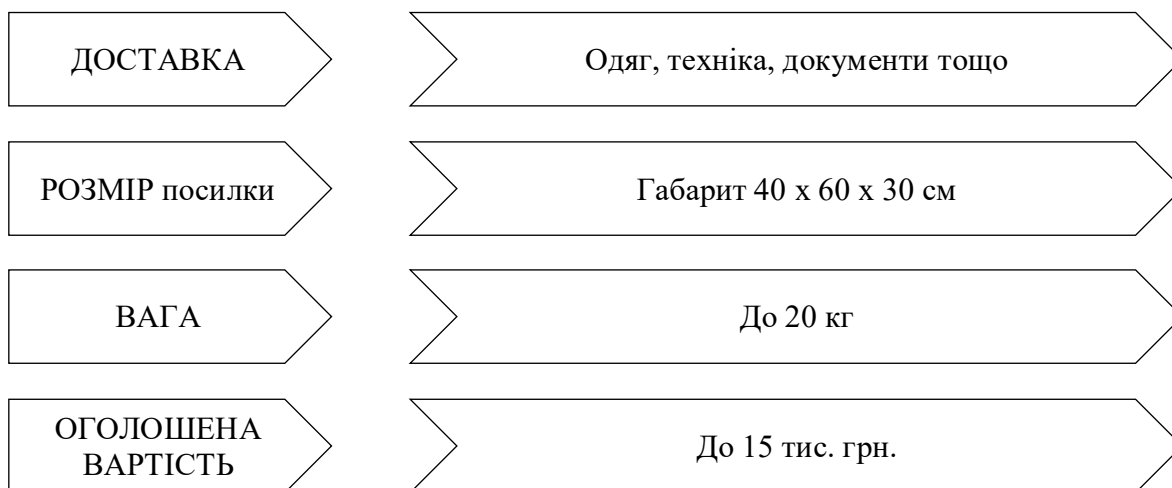 ДОСТАВКА
Одяг, техніка, документи тощо
РОЗМІР посилки
Габарит 40 х 60 х 30 см
ВАГА
До 20 кг
ОГОЛОШЕНА
ВАРТІСТЬ
До 15 тис. грн.